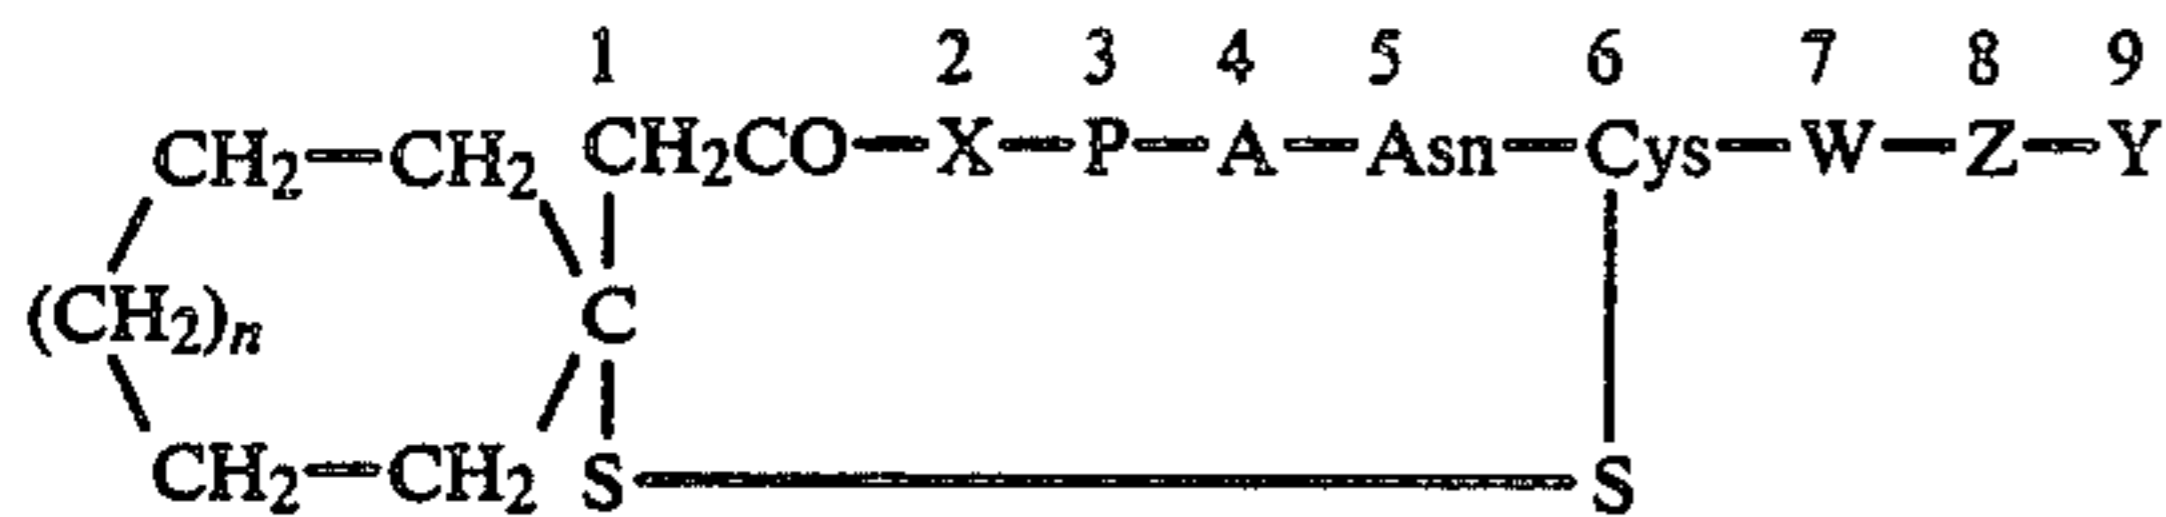 1 2 3 4 5 6 7 8 9
CH₂—CH₂ CH₂CO—X—P—A—Asn—Cys—W—Z—Y
(CH₂)ₙ C
CH₂—CH₂ S S